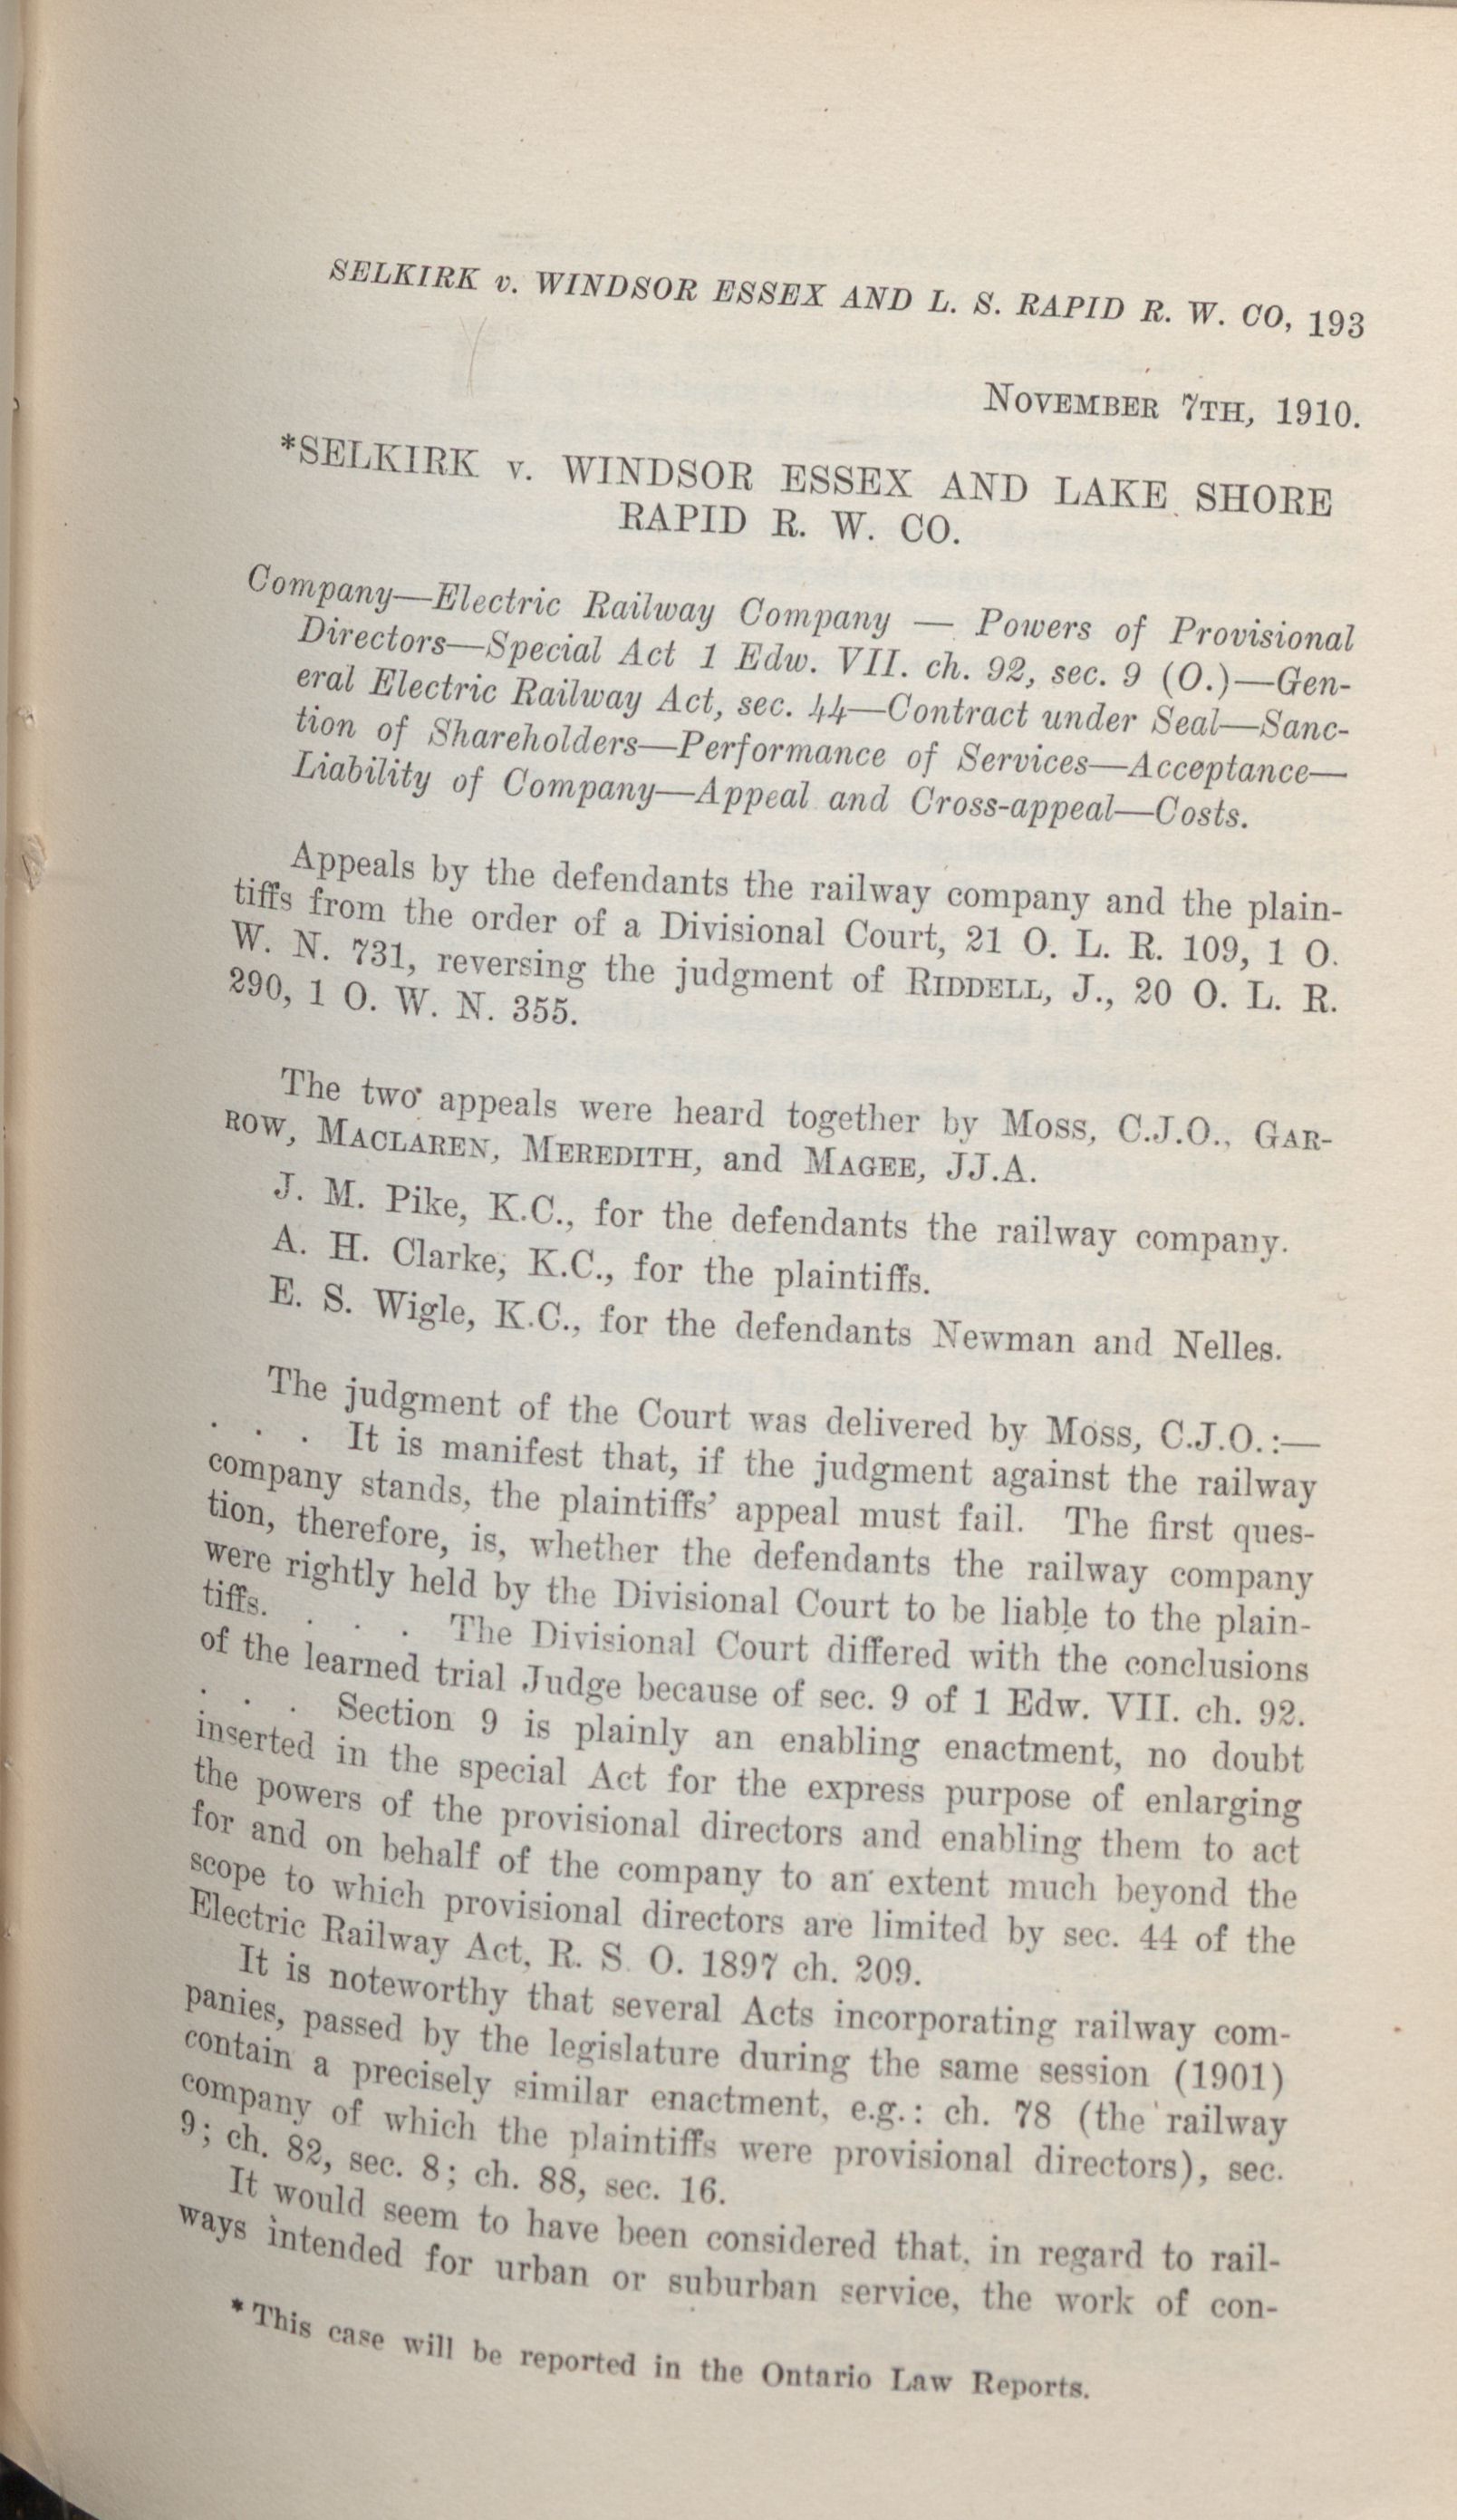 SELKIRK v. WINDSOR ESSEX AND L. S. RAPID R. W. CO, 193
NOVEMBER 7TH, 1910.
*SELKIRK v. WINDSOR ESSEX AND LAKE SHORE
RAPID R. W. CO.
Company—Electric Railway Company — Powers of Provisional
Directors—Special Act 1 Edw. VII. ch. 92, sec. 9 (O.)—Gen-
eral Electric Railway Act, sec. 44—Contract under Seal—Sanc-
tion of Shareholders—Performance of Services—Acceptance—
Liability of Company—Appeal and Cross-appeal—Costs.
Appeals by the defendants the railway company and the plain-
tiffs from the order of a Divisional Court, 21 O. L. R. 109, 1 O.
W. N. 731, reversing the judgment of RIDDELL, J., 20 O. L. R.
290, 1 O. W. N. 355.
The two appeals were heard together by MOSS, C.J.O., GAR-
ROW, MACLAREN, MEREDITH, and MAGEE, JJ.A.
J. M. Pike, K.C., for the defendants the railway company.
A. H. Clarke, K.C., for the plaintiffs.
E. S. Wigle, K.C., for the defendants Newman and Nelles.
The judgment of the Court was delivered by MOSS, C.J.O.:—
. . . It is manifest that, if the judgment against the railway
company stands, the plaintiffs' appeal must fail. The first ques-
tion, therefore, is, whether the defendants the railway company
were rightly held by the Divisional Court to be liable to the plain-
tiffs. . . . The Divisional Court differed with the conclusions
of the learned trial Judge because of sec. 9 of 1 Edw. VII. ch. 92.
. . . Section 9 is plainly an enabling enactment, no doubt
inserted in the special Act for the express purpose of enlarging
the powers of the provisional directors and enabling them to act
for and on behalf of the company to an extent much beyond the
scope to which provisional directors are limited by sec. 44 of the
Electric Railway Act, R. S. O. 1897 ch. 209.
It is noteworthy that several Acts incorporating railway com-
panies, passed by the legislature during the same session (1901)
contain a precisely similar enactment, e.g.: ch. 78 (the railway
company of which the plaintiffs were provisional directors), sec.
9; ch. 82, sec. 8; ch. 88, sec. 16.
It would seem to have been considered that, in regard to rail-
ways intended for urban or suburban service, the work of con-
* This case will be reported in the Ontario Law Reports.